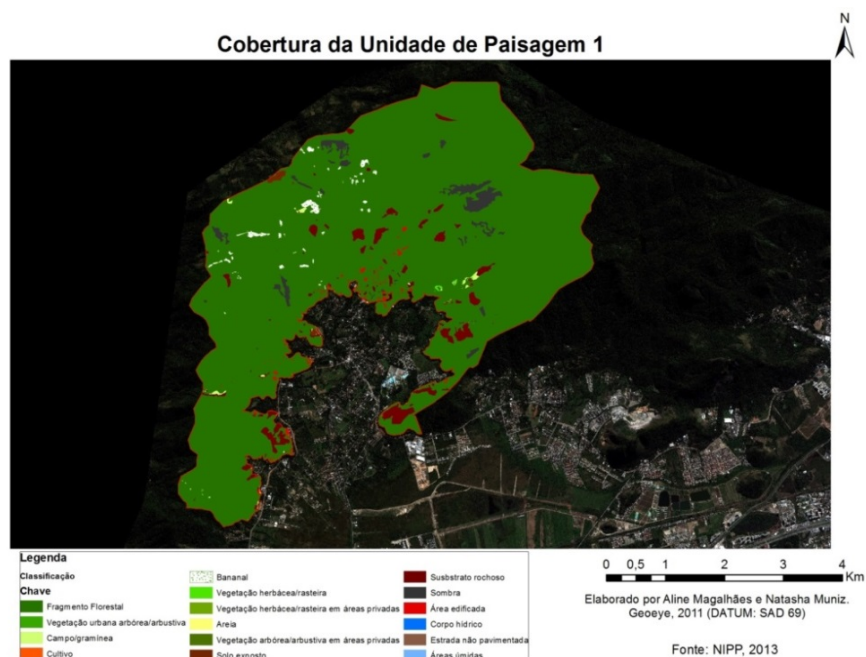 N
Cobertura da Unidade de Paisagem 1
Legenda
Classificação
Chave
Fragmento Florestal
Vegetação urbana arbórea/arbustiva
Campo/gramínea
Cultivo
Bananal
Vegetação herbácea/rasteira
Vegetação herbácea/rasteira em áreas privadas
Areia
Vegetação arbórea/arbustiva em áreas privadas
Solo exposto
Susbstrato rochoso
Sombra
Área edificada
Corpo hídrico
Estrada não pavimentada
Áreas úmidas
0 0,5 1 2 3 4
Km
Elaborado por Aline Magalhães e Natasha Muniz.
Geoeye, 2011 (DATUM: SAD 69)
Fonte: NIPP, 2013